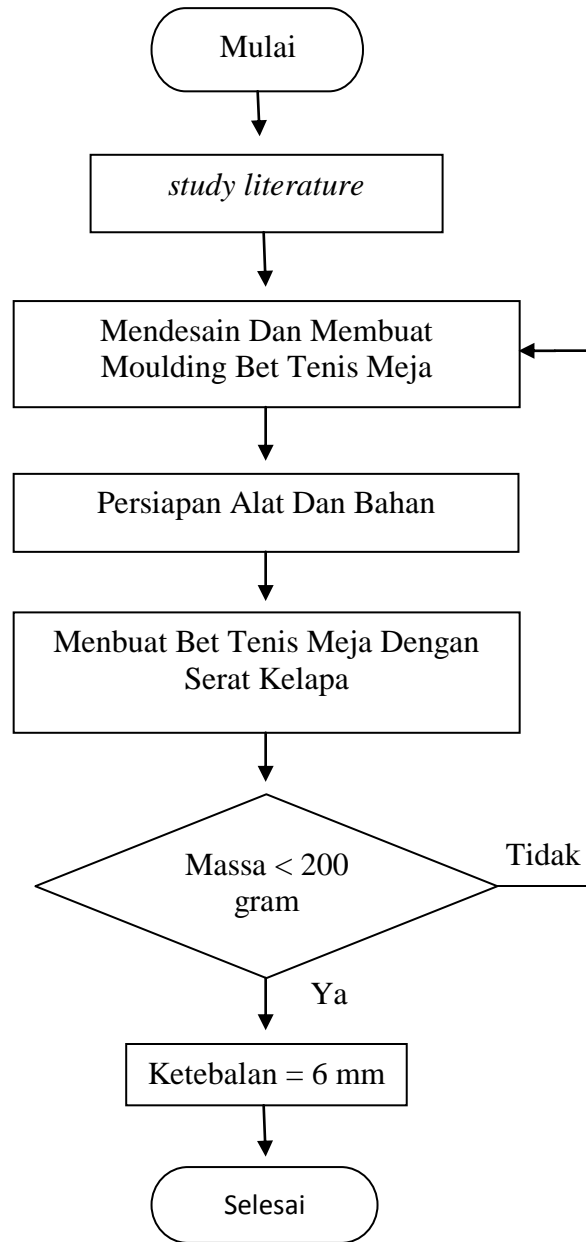 Mulai
study literature
Mendesain Dan Membuat
Moulding Bet Tenis Meja
Persiapan Alat Dan Bahan
Menbuat Bet Tenis Meja Dengan
Serat Kelapa
Massa < 200
gram
Tidak
Ya
Ketebalan = 6 mm
Selesai